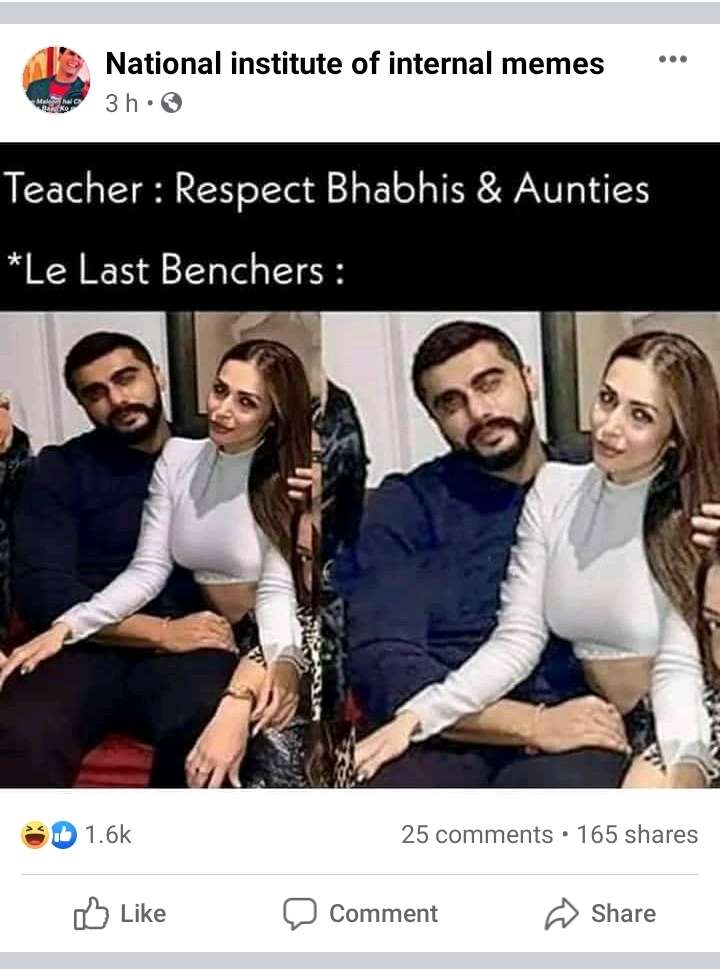 National institute of internal memes
3 h •
Teacher : Respect Bhabhis & Aunties
*Le Last Benchers :
1.6k
25 comments • 165 shares
Like
Comment
Share